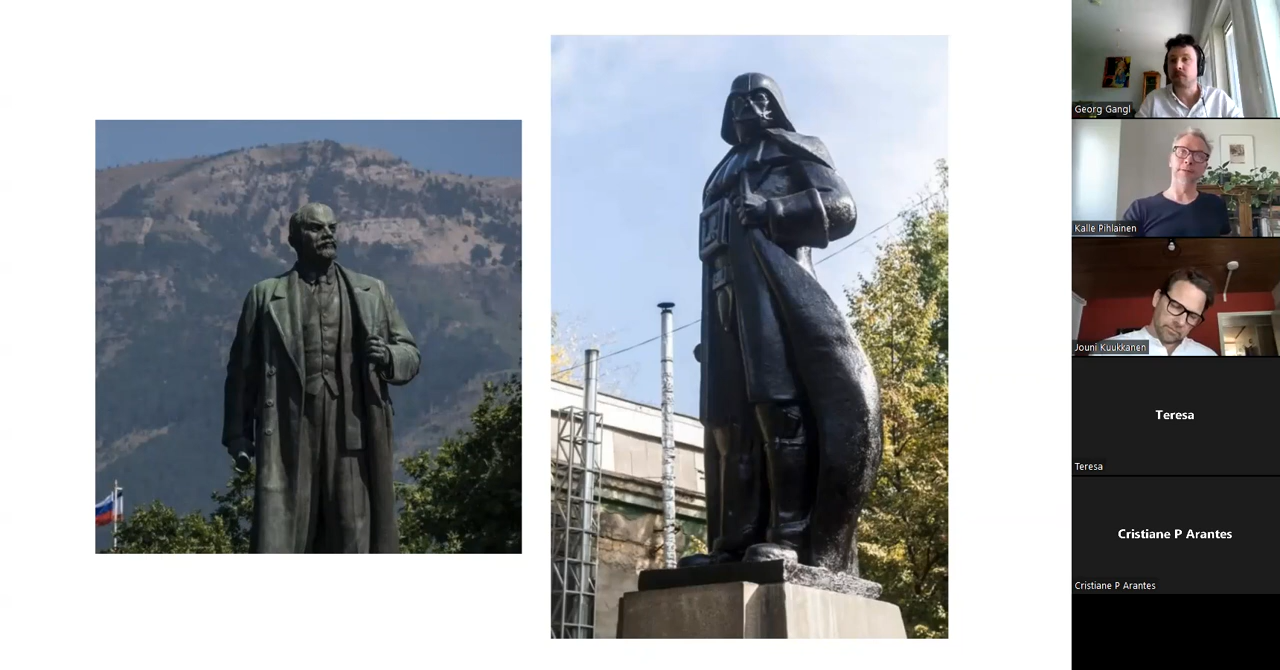 Georg Gangl
Kalle Pihlainen
Jouni Kuukkanen
Teresa
Teresa
Cristiane P Arantes
Cristiane P Arantes